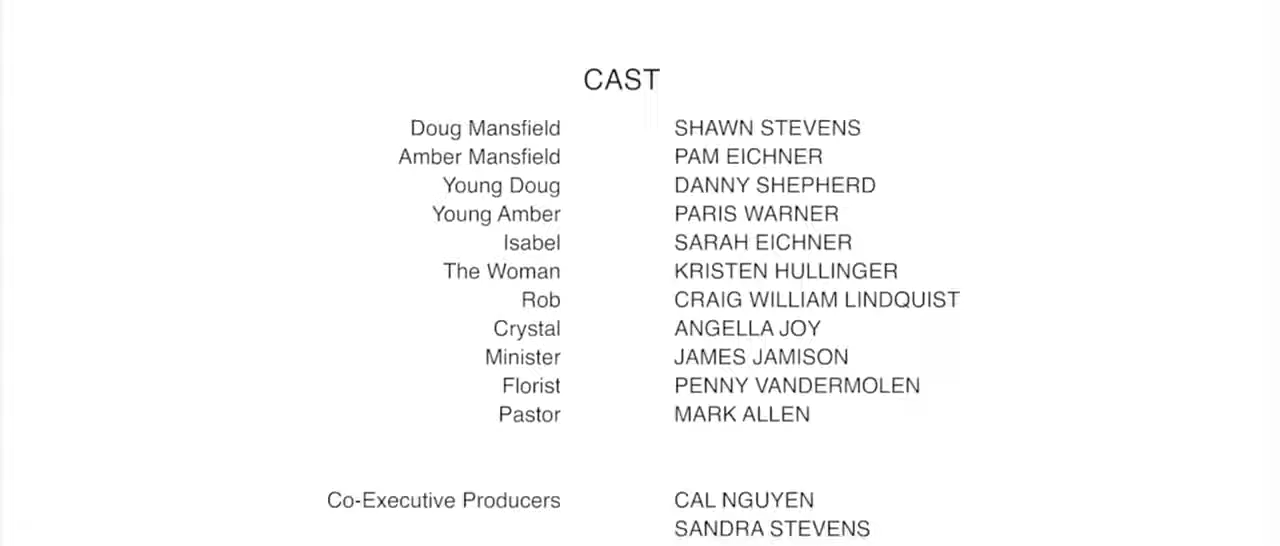 CAST
Doug Mansfield SHAWN STEVENS
Amber Mansfield PAM EICHNER
Young Doug DANNY SHEPHERD
Young Amber PARIS WARNER
Isabel SARAH EICHNER
The Woman KRISTEN HULLINGER
Rob CRAIG WILLIAM LINDQUIST
Crystal ANGELLA JOY
Minister JAMES JAMISON
Florist PENNY VANDERMOLEN
Pastor MARK ALLEN
Co-Executive Producers CAL NGUYEN
SANDRA STEVENS